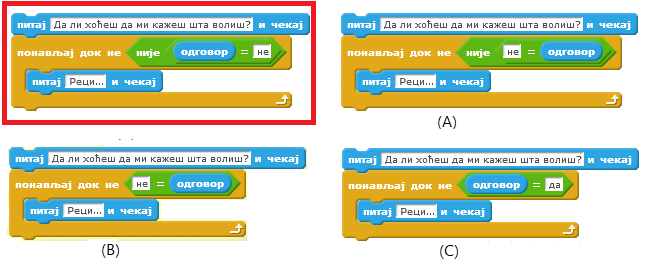 питај Да ли хоћеш да ми кажеш шта волиш? и чекај
понављај док не није одговор = не
питај Реци... и чекај
питај Да ли хоћеш да ми кажеш шта волиш? и чекај
понављај док не није не = одговор
питај Реци... и чекај
(A)
питај Да ли хоћеш да ми кажеш шта волиш? и чекај
понављај док не не = одговор
питај Реци... и чекај
(B)
питај Да ли хоћеш да ми кажеш шта волиш? и чекај
понављај док не одговор = да
питај Реци... и чекај
(C)